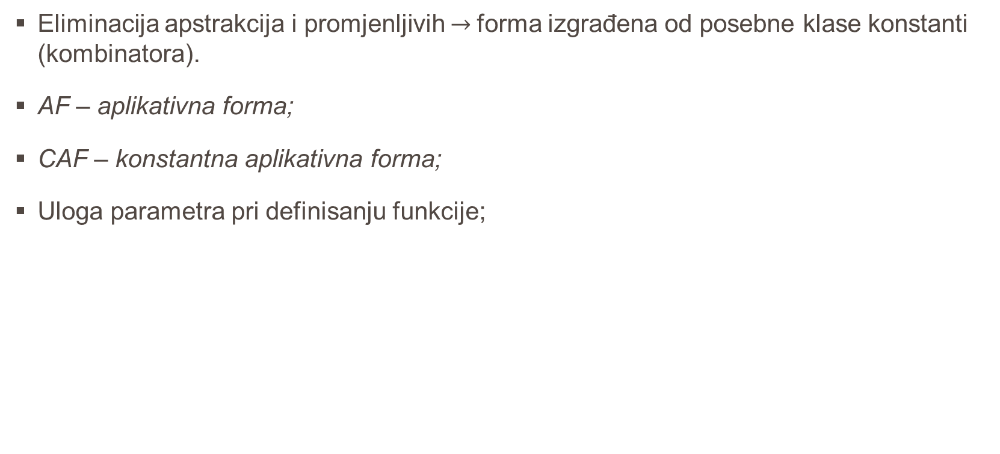 ▪ Eliminacija apstrakcija i promjenljivih → forma izgrađena od posebne klase konstanti
(kombinatora).
▪ AF – aplikativna forma;
▪ CAF – konstantna aplikativna forma;
▪ Uloga parametra pri definisanju funkcije;